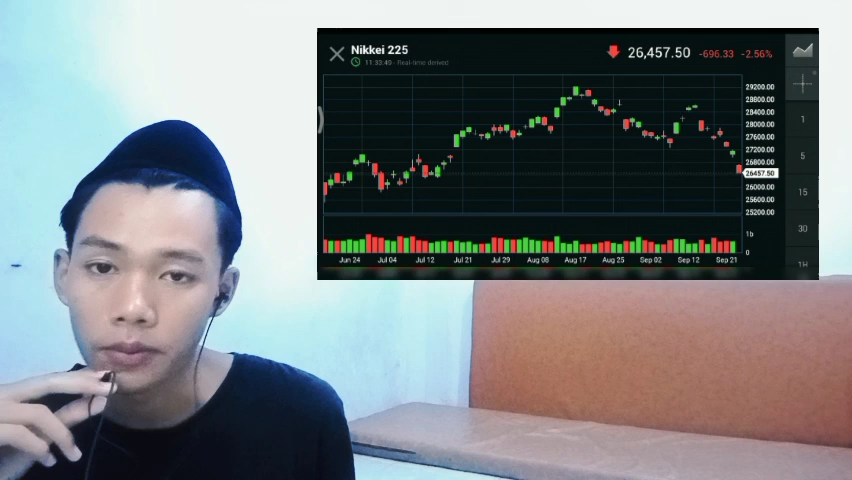 Nikkei 225
26,457.50 -696.33 -2.56%
11:33:49 - Real-time derived
29200.00
28800.00
28400.00
28000.00
27600.00
27200.00
26800.00
26457.50
26000.00
25600.00
25200.00
1b
0
Jun 24 Jul 04 Jul 12 Jul 21 Jul 29 Aug 08 Aug 17 Aug 25 Sep 02 Sep 12 Sep 21
1
5
15
30
1H